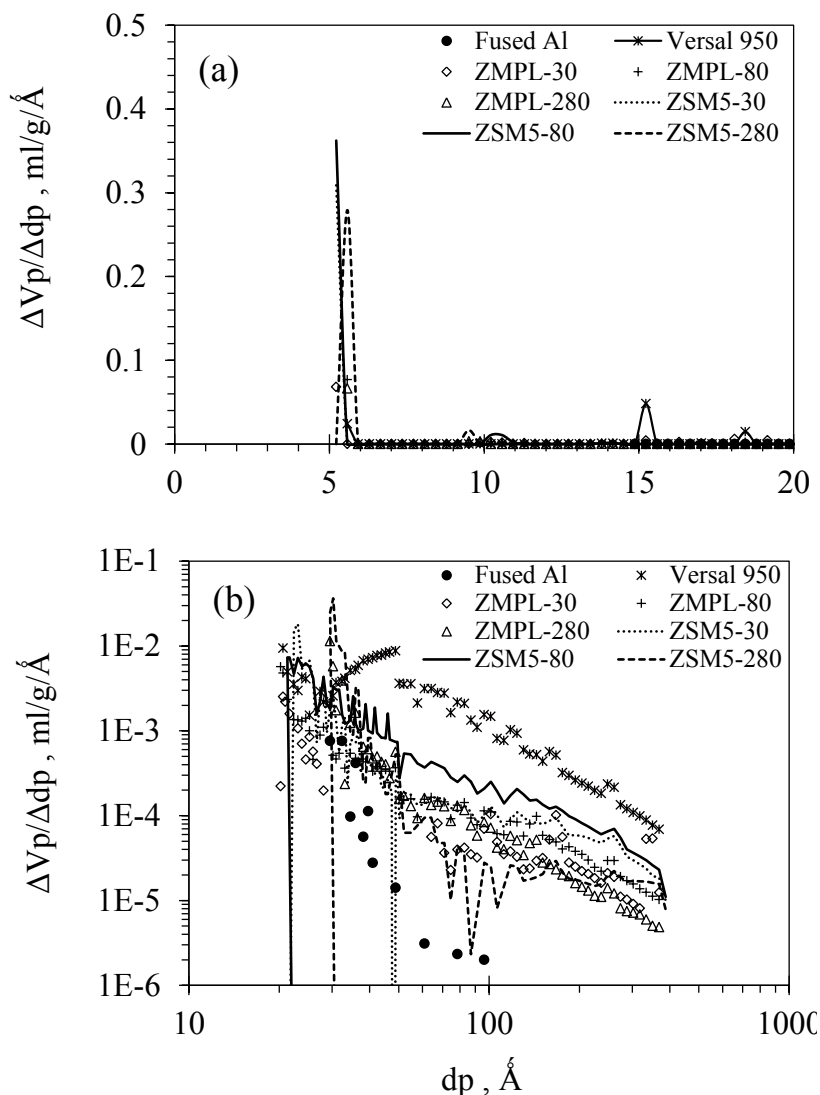 0.5
0.4
0.3
0.2
0.1
0
ΔVp/Δdp , ml/g/Å
(a)
Fused Al
Versal 950
ZMPL-30
ZMPL-80
ZMPL-280
ZSM5-30
ZSM5-80
ZSM5-280
0 5 10 15 20
1E-1
1E-2
1E-3
1E-4
1E-5
1E-6
ΔVp/Δdp , ml/g/Å
(b)
Fused Al
Versal 950
ZMPL-30
ZMPL-80
ZMPL-280
ZSM5-30
ZSM5-80
ZSM5-280
10 100 1000
dp , Å